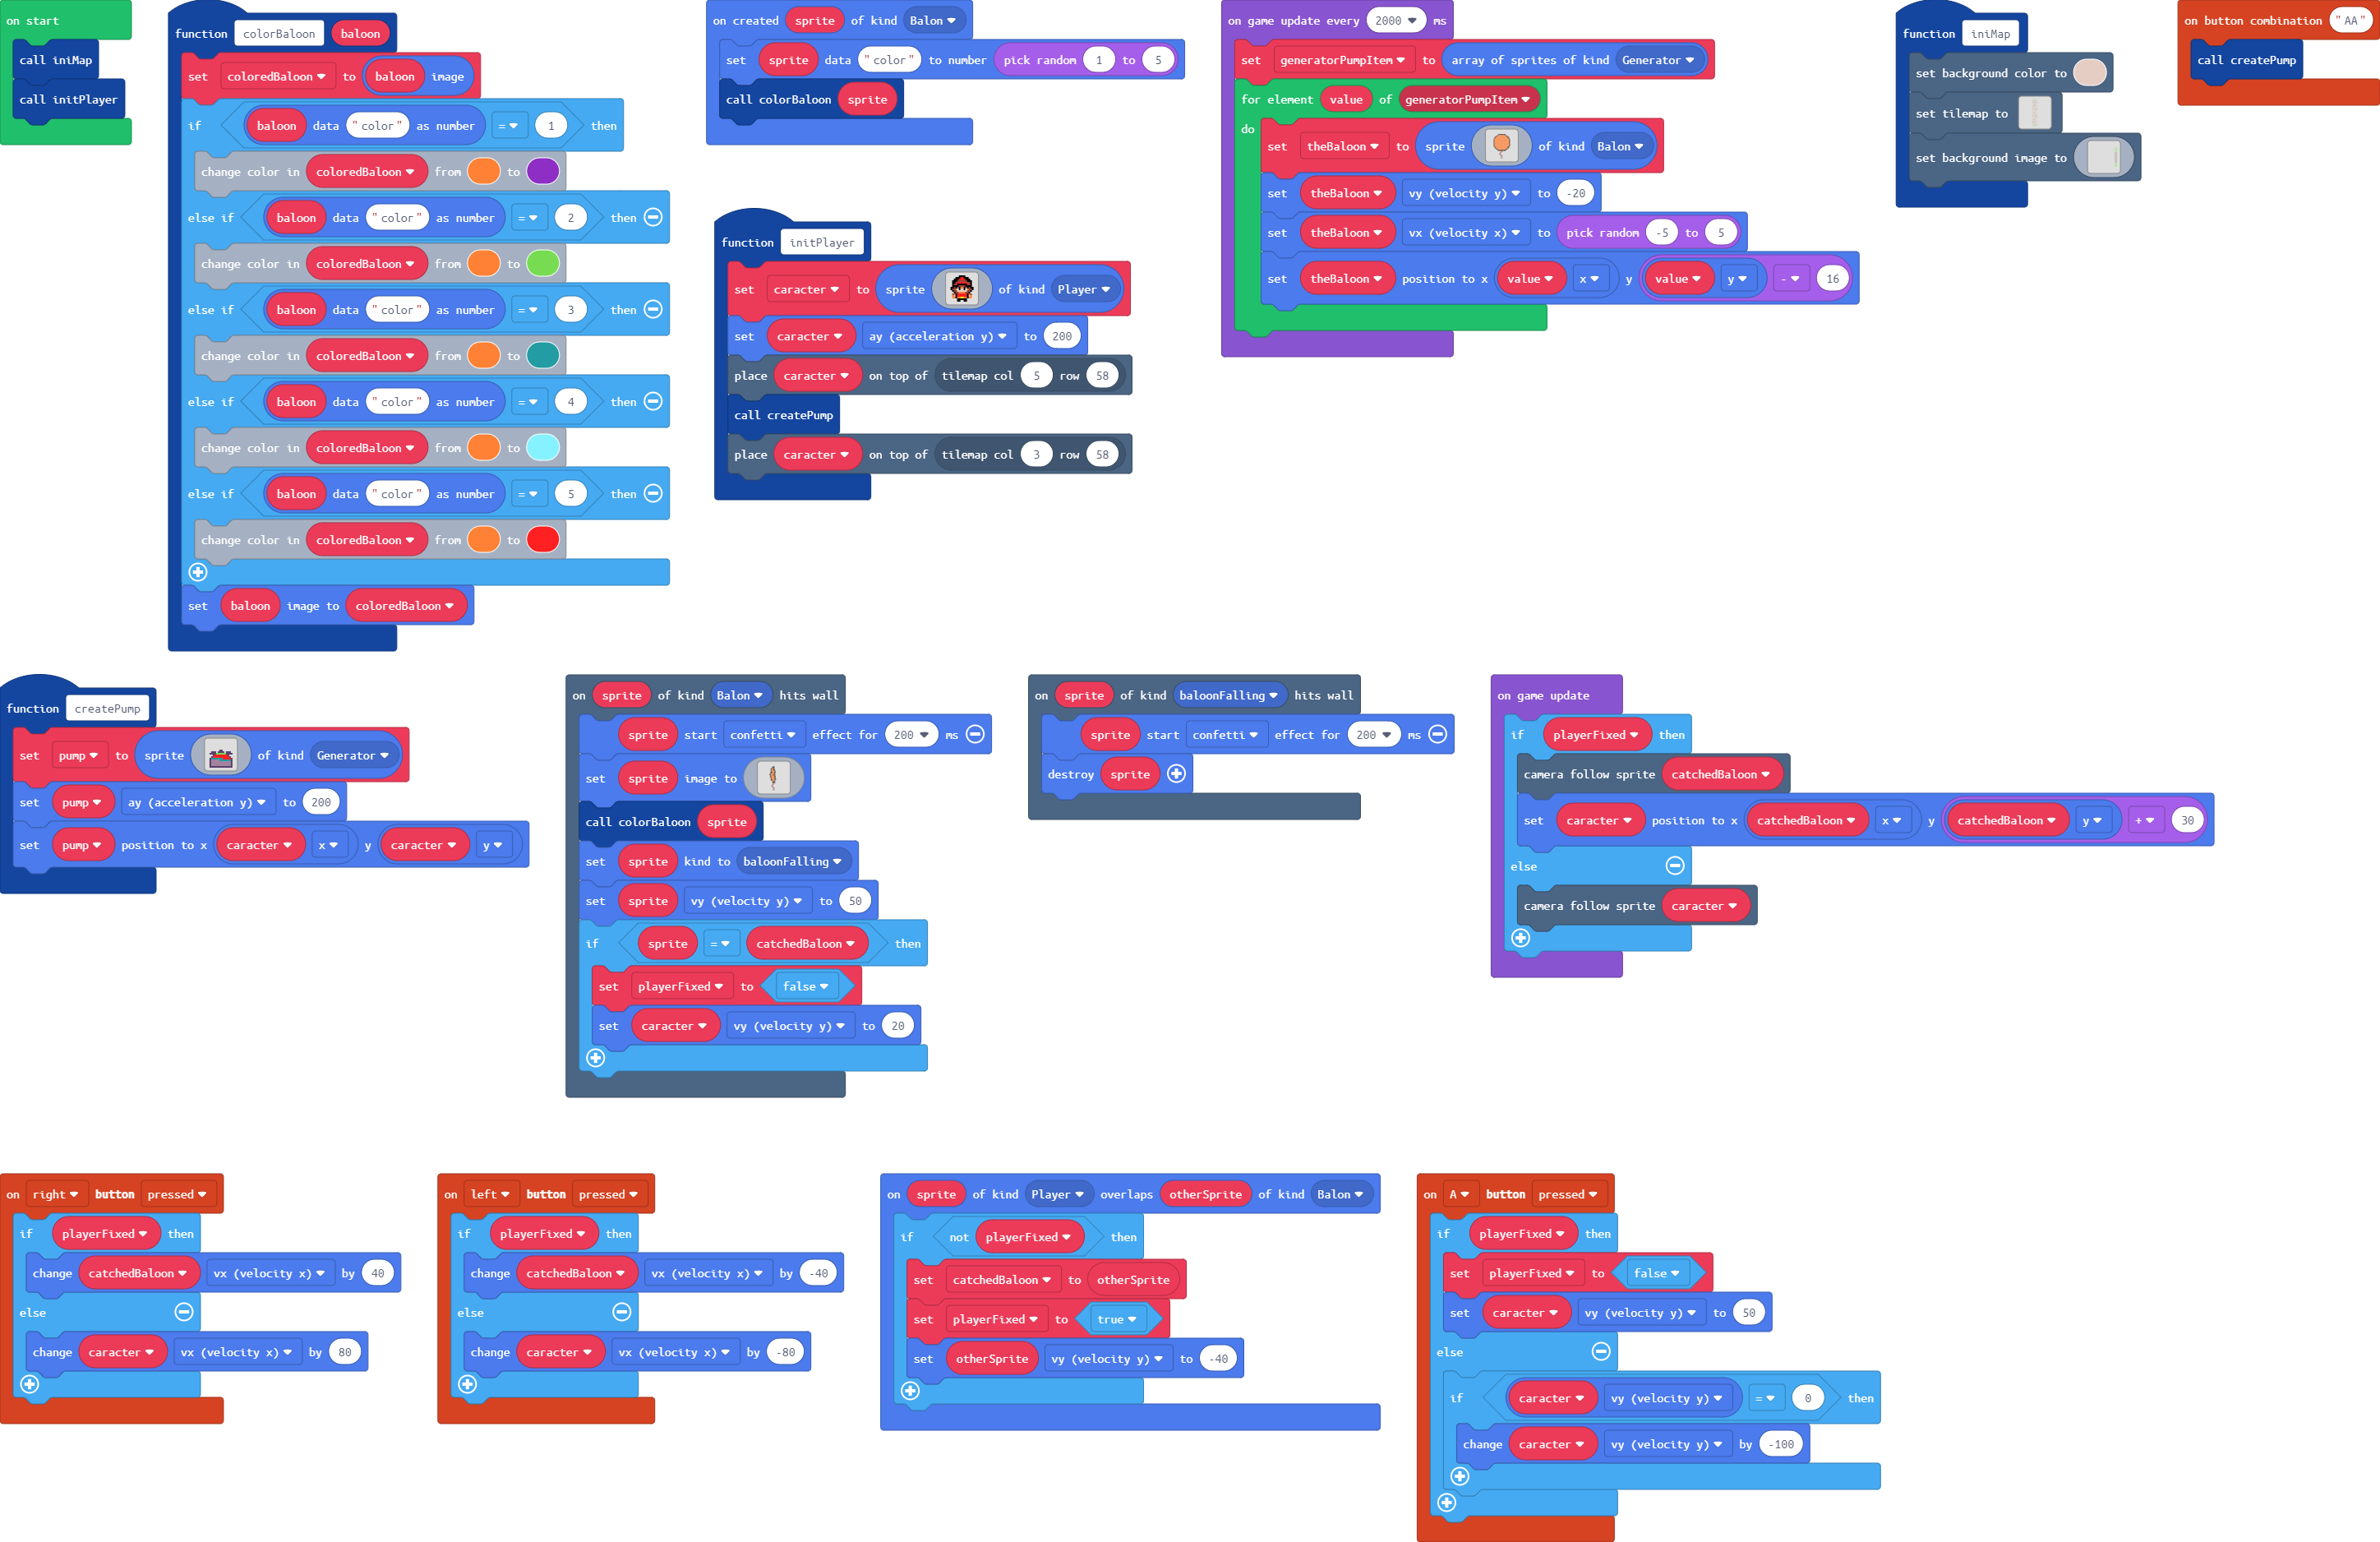 on start
call iniMap
call initPlayer
function colorBaloon baloon
set coloredBaloon to baloon image
if baloon data "color" as number = 1 then
change color in coloredBaloon from to
else if baloon data "color" as number = 2 then
change color in coloredBaloon from to
else if baloon data "color" as number = 3 then
change color in coloredBaloon from to
else if baloon data "color" as number = 4 then
change color in coloredBaloon from to
else if baloon data "color" as number = 5 then
change color in coloredBaloon from to
set baloon image to coloredBaloon
on created sprite of kind Balon
set sprite data "color" to number pick random 1 to 5
call colorBaloon sprite
function initPlayer
set caracter to sprite of kind Player
set caracter ay (acceleration y) to 200
place caracter on top of tilemap col 5 row 58
call createPump
place caracter on top of tilemap col 3 row 58
on game update every 2000 ms
set generatorPumpItem to array of sprites of kind Generator
for element value of generatorPumpItem
do
set theBaloon to sprite of kind Balon
set theBaloon vy (velocity y) to -20
set theBaloon vx (velocity x) to pick random -5 to 5
set theBaloon position to x value x y value y - 16
function iniMap
set background color to
set tilemap to
set background image to
on button combination "AA"
call createPump
function createPump
set pump to sprite of kind Generator
set pump ay (acceleration y) to 200
set pump position to x caracter x y caracter y
on sprite of kind Balon hits wall
sprite start confetti effect for 200 ms
set sprite image to
call colorBaloon sprite
set sprite kind to baloonFalling
set sprite vy (velocity y) to 50
if sprite = catchedBaloon then
set playerFixed to false
set caracter vy (velocity y) to 20
on sprite of kind baloonFalling hits wall
sprite start confetti effect for 200 ms
destroy sprite
on game update
if playerFixed then
camera follow sprite catchedBaloon
set caracter position to x catchedBaloon x y catchedBaloon y + 30
else
camera follow sprite caracter
on right button pressed
if playerFixed then
change catchedBaloon vx (velocity x) by 40
else
change caracter vx (velocity x) by 80
on left button pressed
if playerFixed then
change catchedBaloon vx (velocity x) by -40
else
change caracter vx (velocity x) by -80
on sprite of kind Player overlaps otherSprite of kind Balon
if not playerFixed then
set catchedBaloon to otherSprite
set playerFixed to true
set otherSprite vy (velocity y) to -40
on A button pressed
if playerFixed then
set playerFixed to false
set caracter vy (velocity y) to 50
else
if caracter vy (velocity y) = 0 then
change caracter vy (velocity y) by -100